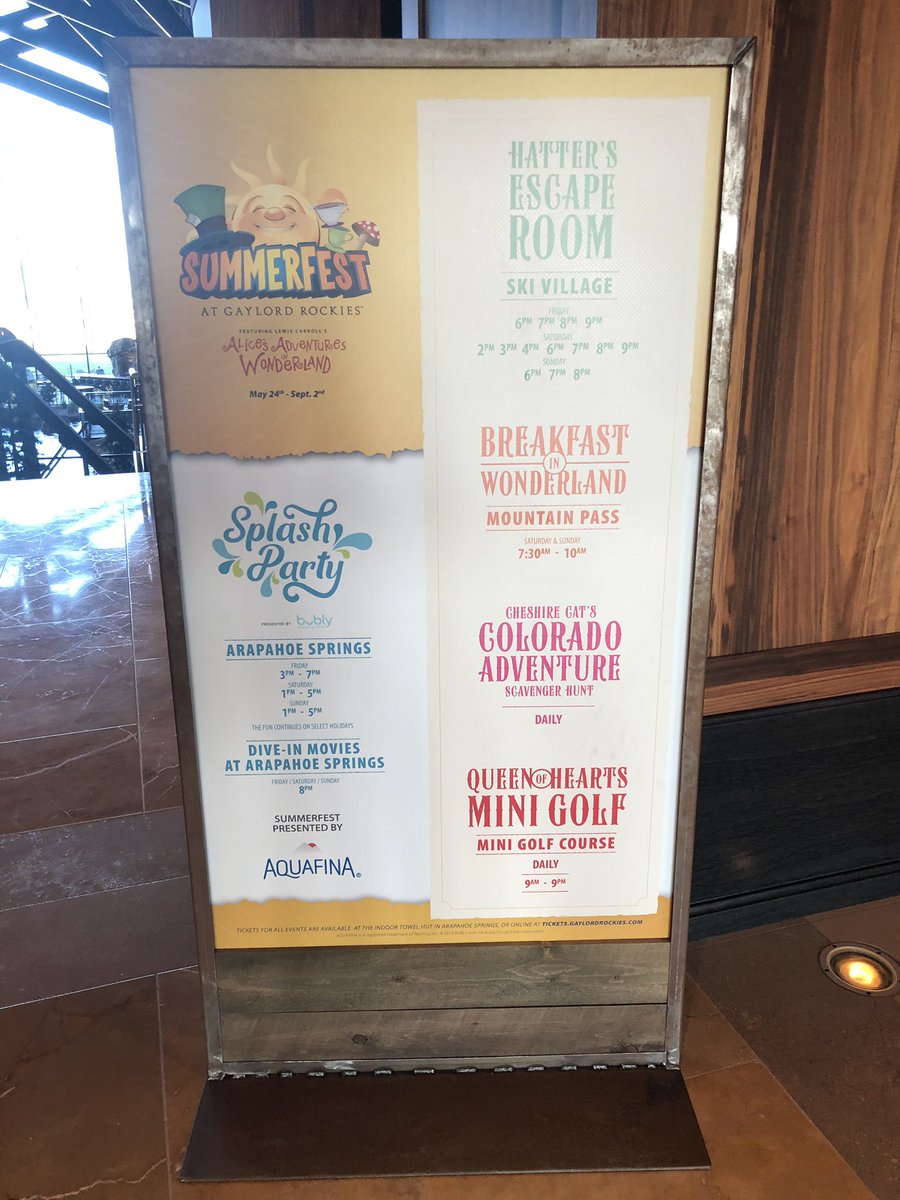 SUMMERFEST
AT GAYLORD ROCKIES
FEATURING LEWIS CARROLL'S
ALICE'S ADVENTURES
IN
WONDERLAND
May 24th - Sept. 2nd
Splash
Party
PRESENTED BY bubly
ARAPAHOE SPRINGS
FRIDAY
3PM - 7PM
SATURDAY
1PM - 5PM
SUNDAY
1PM - 5PM
THE FUN CONTINUES ON SELECT HOLIDAYS
DIVE-IN MOVIES
AT ARAPAHOE SPRINGS
FRIDAY / SATURDAY / SUNDAY
8PM
SUMMERFEST
PRESENTED BY
AQUAFINA®
HATTER'S
ESCAPE
ROOM
SKI VILLAGE
FRIDAY
6PM 7PM 8PM 9PM
SATURDAY
2PM 3PM 4PM 6PM 7PM 8PM 9PM
SUNDAY
6PM 7PM 8PM
BREAKFAST
IN
WONDERLAND
MOUNTAIN PASS
SATURDAY & SUNDAY
7:30AM - 10AM
CHESHIRE CAT'S
COLORADO
ADVENTURE
SCAVENGER HUNT
DAILY
QUEEN OF HEARTS
MINI GOLF
MINI GOLF COURSE
DAILY
9AM - 9PM
TICKETS FOR ALL EVENTS ARE AVAILABLE AT THE INDOOR TICKET HUT IN ARAPAHOE SPRINGS, OR ONLINE AT TICKETS.GAYLORDROCKIES.COM